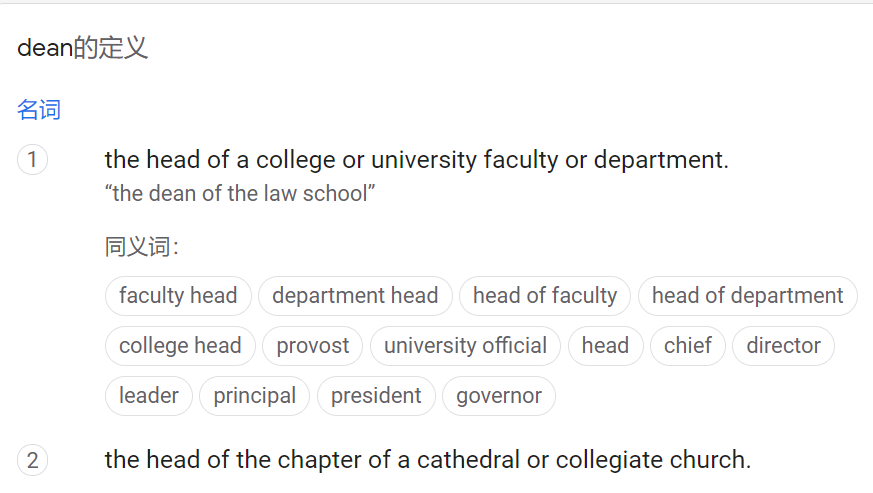 dean的定义
名词
1 the head of a college or university faculty or department.
“the dean of the law school”
同义词：
faculty head department head head of faculty head of department
college head provost university official head chief director
leader principal president governor
2 the head of the chapter of a cathedral or collegiate church.